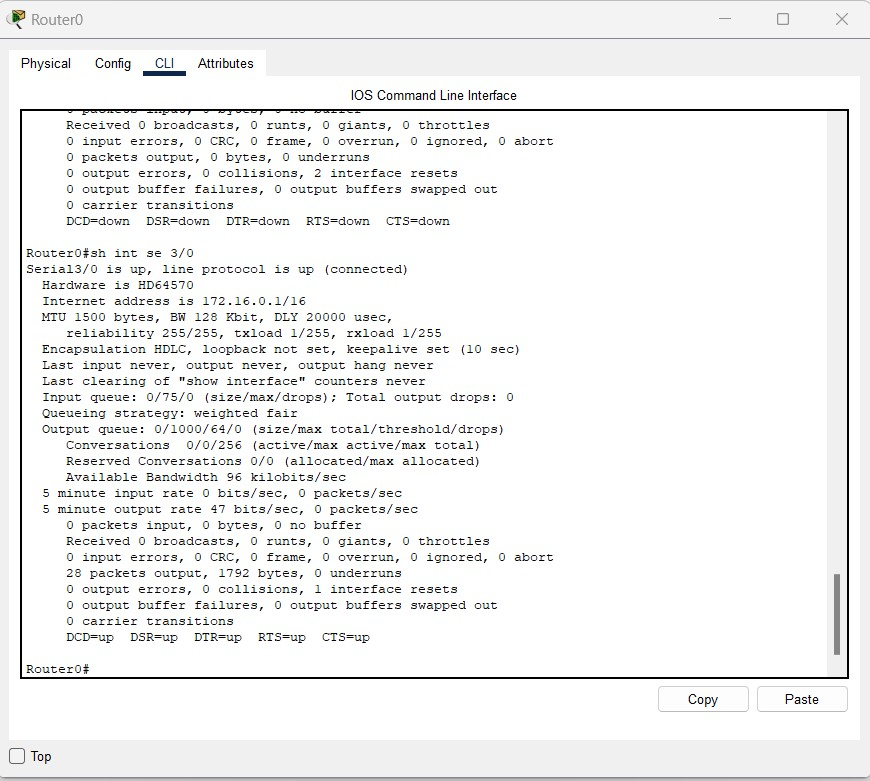 Router0
Physical Config CLI Attributes
IOS Command Line Interface
0 packets input, 0 bytes, 0 no buffer
Received 0 broadcasts, 0 runts, 0 giants, 0 throttles
0 input errors, 0 CRC, 0 frame, 0 overrun, 0 ignored, 0 abort
0 packets output, 0 bytes, 0 underruns
0 output errors, 0 collisions, 2 interface resets
0 output buffer failures, 0 output buffers swapped out
0 carrier transitions
DCD=down DSR=down DTR=down RTS=down CTS=down
Router0#sh int se 3/0
Serial3/0 is up, line protocol is up (connected)
Hardware is HD64570
Internet address is 172.16.0.1/16
MTU 1500 bytes, BW 128 Kbit, DLY 20000 usec,
reliability 255/255, txload 1/255, rxload 1/255
Encapsulation HDLC, loopback not set, keepalive set (10 sec)
Last input never, output never, output hang never
Last clearing of "show interface" counters never
Input queue: 0/75/0 (size/max/drops); Total output drops: 0
Queueing strategy: weighted fair
Output queue: 0/1000/64/0 (size/max total/threshold/drops)
Conversations 0/0/256 (active/max active/max total)
Reserved Conversations 0/0 (allocated/max allocated)
Available Bandwidth 96 kilobits/sec
5 minute input rate 0 bits/sec, 0 packets/sec
5 minute output rate 47 bits/sec, 0 packets/sec
0 packets input, 0 bytes, 0 no buffer
Received 0 broadcasts, 0 runts, 0 giants, 0 throttles
0 input errors, 0 CRC, 0 frame, 0 overrun, 0 ignored, 0 abort
28 packets output, 1792 bytes, 0 underruns
0 output errors, 0 collisions, 1 interface resets
0 output buffer failures, 0 output buffers swapped out
0 carrier transitions
DCD=up DSR=up DTR=up RTS=up CTS=up
Router0#
Copy Paste
Top